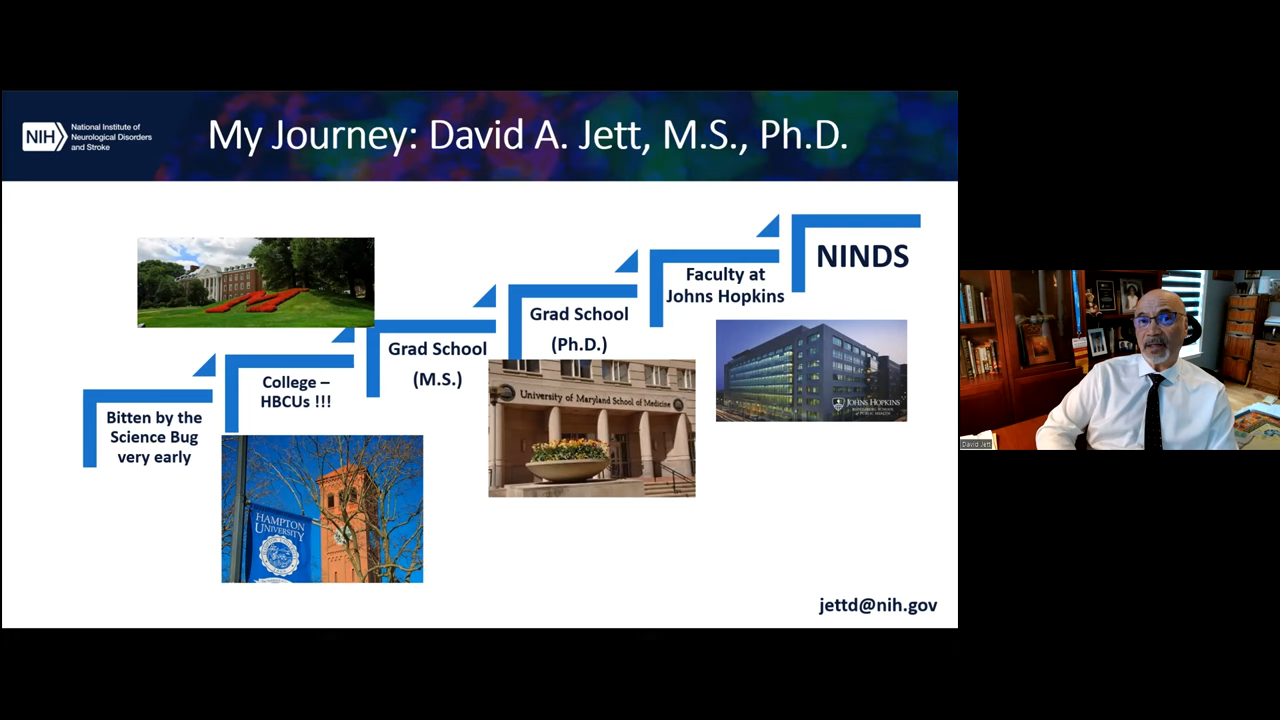 NIH
National Institute of
Neurological Disorders
and Stroke
My Journey: David A. Jett, M.S., Ph.D.
Bitten by the
Science Bug
very early
College –
HBCUs !!!
Grad School
(M.S.)
Grad School
(Ph.D.)
Faculty at
Johns Hopkins
NINDS
M
HAMPTON
UNIVERSITY
University of Maryland School of Medicine
JOHNS HOPKINS
BLOOMBERG SCHOOL
of PUBLIC HEALTH
jettd@nih.gov
David Jett